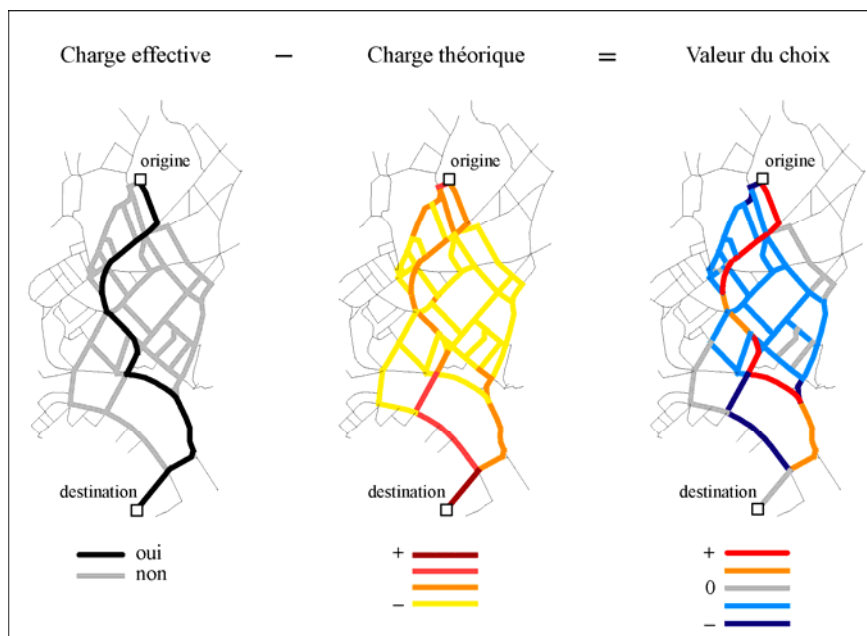 Charge effective − Charge théorique = Valeur du choix
origine origine origine
destination destination destination
oui + +
non
0
− −